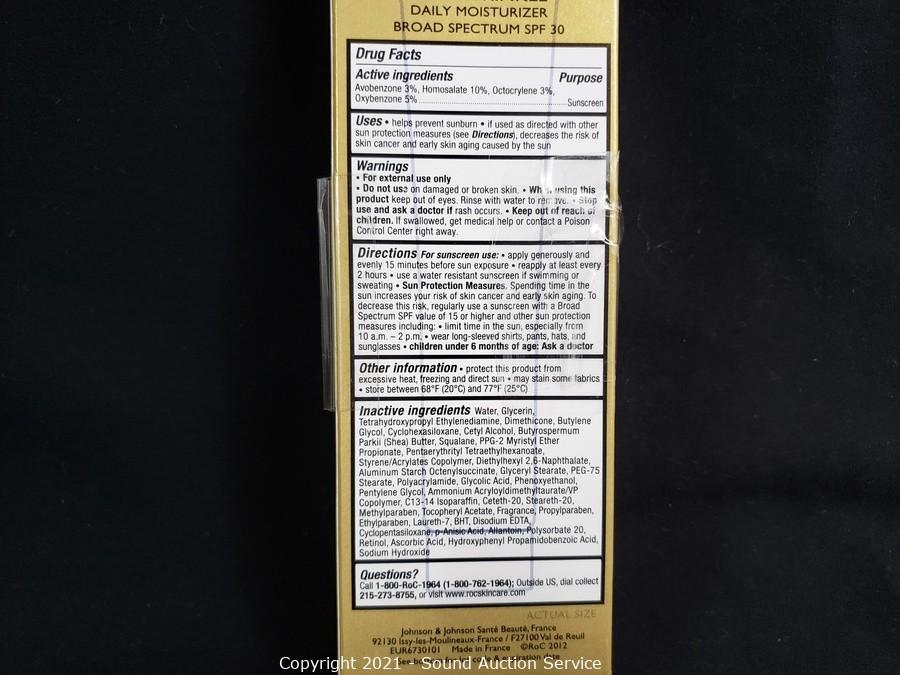 DAILY MOISTURIZER
BROAD SPECTRUM SPF 30
Drug Facts
Active ingredients Purpose
Avobenzone 3%, Homosalate 10%, Octocrylene 3%,
Oxybenzone 5% Sunscreen
Uses • helps prevent sunburn • if used as directed with other
sun protection measures (see Directions), decreases the risk of
skin cancer and early skin aging caused by the sun
Warnings
• For external use only
• Do not use on damaged or broken skin. • When using this
product keep out of eyes. Rinse with water to remove. • Stop
use and ask a doctor if rash occurs. • Keep out of reach of
children. If swallowed, get medical help or contact a Poison
Control Center right away.
Directions For sunscreen use: • apply generously and
evenly 15 minutes before sun exposure • reapply at least every
2 hours • use a water resistant sunscreen if swimming or
sweating • Sun Protection Measures. Spending time in the
sun increases your risk of skin cancer and early skin aging. To
decrease this risk, regularly use a sunscreen with a Broad
Spectrum SPF value of 15 or higher and other sun protection
measures including: • limit time in the sun, especially from
10 a.m. – 2 p.m. • wear long-sleeved shirts, pants, hats, and
sunglasses • children under 6 months of age: Ask a doctor
Other information • protect this product from
excessive heat, freezing and direct sun • may stain some fabrics
• store between 68°F (20°C) and 77°F (25°C)
Inactive ingredients Water, Glycerin,
Tetrahydroxypropyl Ethylenediamine, Dimethicone, Butylene
Glycol, Cyclohexasiloxane, Cetyl Alcohol, Butyrospermum
Parkii (Shea) Butter, Squalane, PPG-2 Myristyl Ether
Propionate, Pentaerythrityl Tetraethylhexanoate,
Styrene/Acrylates Copolymer, Diethylhexyl 2,6-Naphthalate,
Aluminum Starch Octenylsuccinate, Glyceryl Stearate, PEG-75
Stearate, Polyacrylamide, Glycolic Acid, Phenoxyethanol,
Pentylene Glycol, Ammonium Acryloyldimethyltaurate/VP
Copolymer, C13-14 Isoparaffin, Ceteth-20, Steareth-20,
Methylparaben, Tocopheryl Acetate, Fragrance, Propylparaben,
Ethylparaben, Laureth-7, BHT, Disodium EDTA,
Cyclopentasiloxane, p-Anisic Acid, Allantoin, Polysorbate 20,
Retinol, Ascorbic Acid, Hydroxyphenyl Propamidobenzoic Acid,
Sodium Hydroxide
Questions?
Call 1-800-RoC-1964 (1-800-762-1964); Outside US, dial collect
215-273-8755, or visit www.rocskincare.com
ACTUAL SIZE
Johnson & Johnson Santé Beauté, France
92130 Issy-les-Moulineaux-France / F27100 Val de Reuil
EUR6730101 Made in France ©RoC 2012
See & expiration date
Copyright 2021 - Sound Auction Service